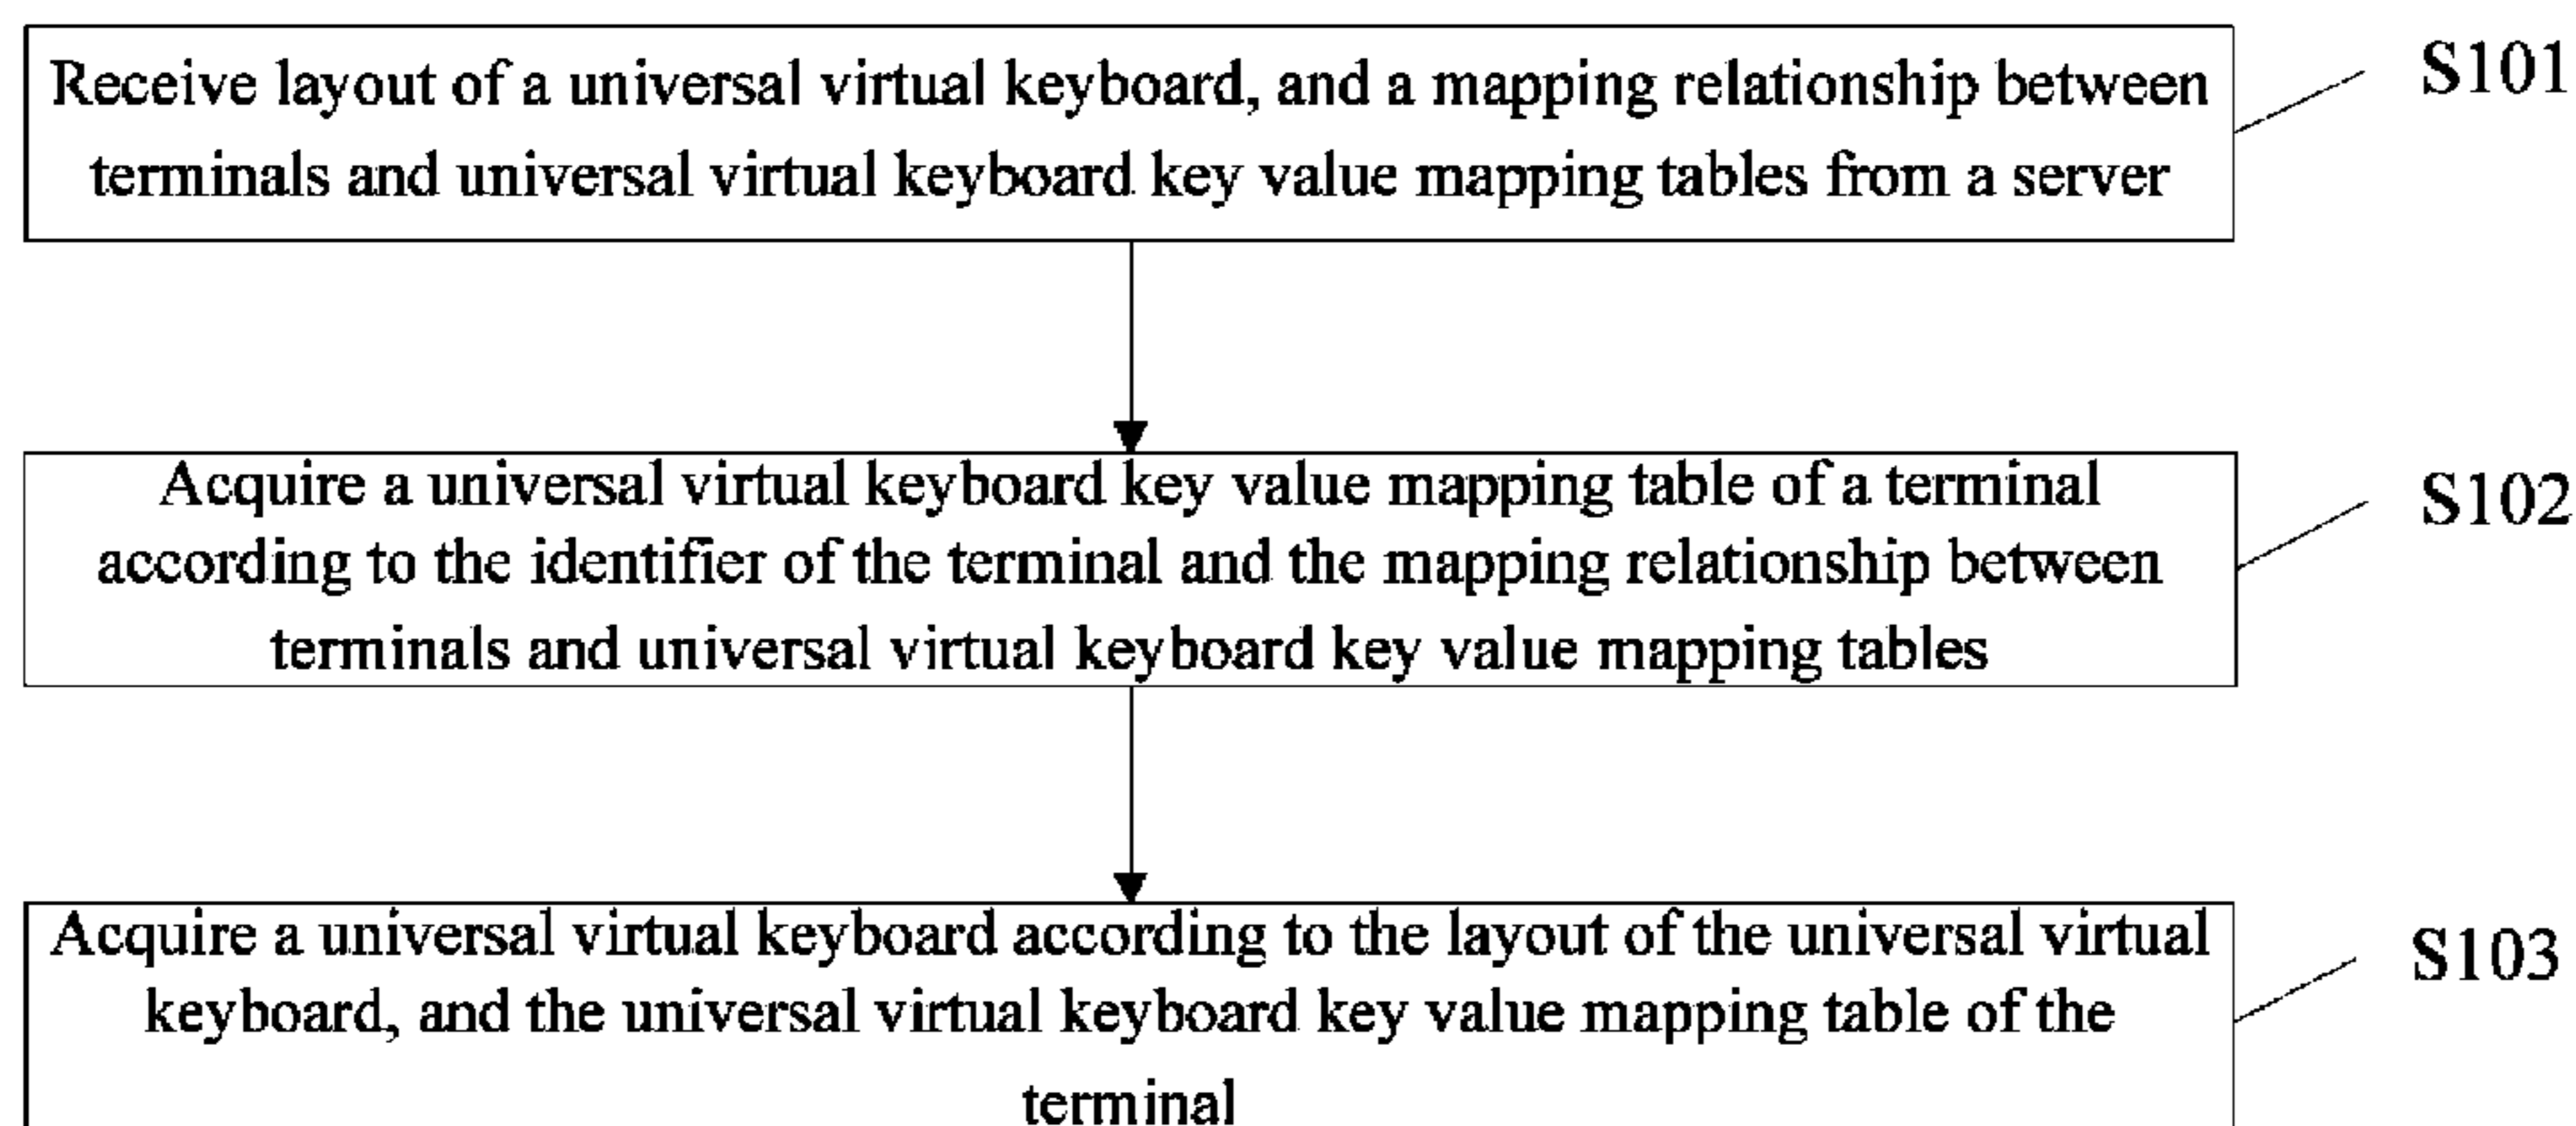 Receive layout of a universal virtual keyboard, and a mapping relationship between
terminals and universal virtual keyboard key value mapping tables from a server
S101
Acquire a universal virtual keyboard key value mapping table of a terminal
according to the identifier of the terminal and the mapping relationship between
terminals and universal virtual keyboard key value mapping tables
S102
Acquire a universal virtual keyboard according to the layout of the universal virtual
keyboard, and the universal virtual keyboard key value mapping table of the
terminal
S103